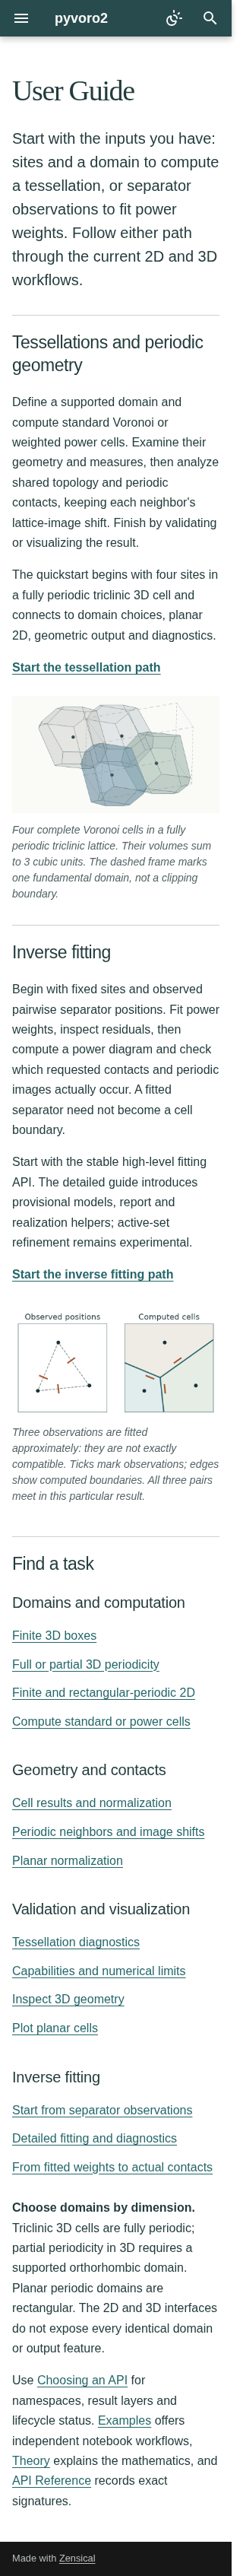 pyvoro2
User Guide
Start with the inputs you have:
sites and a domain to compute
a tessellation, or separator
observations to fit power
weights. Follow either path
through the current 2D and 3D
workflows.
Tessellations and periodic
geometry
Define a supported domain and
compute standard Voronoi or
weighted power cells. Examine their
geometry and measures, then analyze
shared topology and periodic
contacts, keeping each neighbor's
lattice-image shift. Finish by validating
or visualizing the result.
The quickstart begins with four sites in
a fully periodic triclinic 3D cell and
connects to domain choices, planar
2D, geometric output and diagnostics.
Start the tessellation path
Four complete Voronoi cells in a fully
periodic triclinic lattice. Their volumes sum
to 3 cubic units. The dashed frame marks
one fundamental domain, not a clipping
boundary.
Inverse fitting
Begin with fixed sites and observed
pairwise separator positions. Fit power
weights, inspect residuals, then
compute a power diagram and check
which requested contacts and periodic
images actually occur. A fitted
separator need not become a cell
boundary.
Start with the stable high-level fitting
API. The detailed guide introduces
provisional models, report and
realization helpers; active-set
refinement remains experimental.
Start the inverse fitting path
Observed positions
Computed cells
Three observations are fitted
approximately: they are not exactly
compatible. Ticks mark observations; edges
show computed boundaries. All three pairs
meet in this particular result.
Find a task
Domains and computation
Finite 3D boxes
Full or partial 3D periodicity
Finite and rectangular-periodic 2D
Compute standard or power cells
Geometry and contacts
Cell results and normalization
Periodic neighbors and image shifts
Planar normalization
Validation and visualization
Tessellation diagnostics
Capabilities and numerical limits
Inspect 3D geometry
Plot planar cells
Inverse fitting
Start from separator observations
Detailed fitting and diagnostics
From fitted weights to actual contacts
Choose domains by dimension.
Triclinic 3D cells are fully periodic;
partial periodicity in 3D requires a
supported orthorhombic domain.
Planar periodic domains are
rectangular. The 2D and 3D interfaces
do not expose every identical domain
or output feature.
Use Choosing an API for
namespaces, result layers and
lifecycle status. Examples offers
independent notebook workflows,
Theory explains the mathematics, and
API Reference records exact
signatures.
Made with Zensical